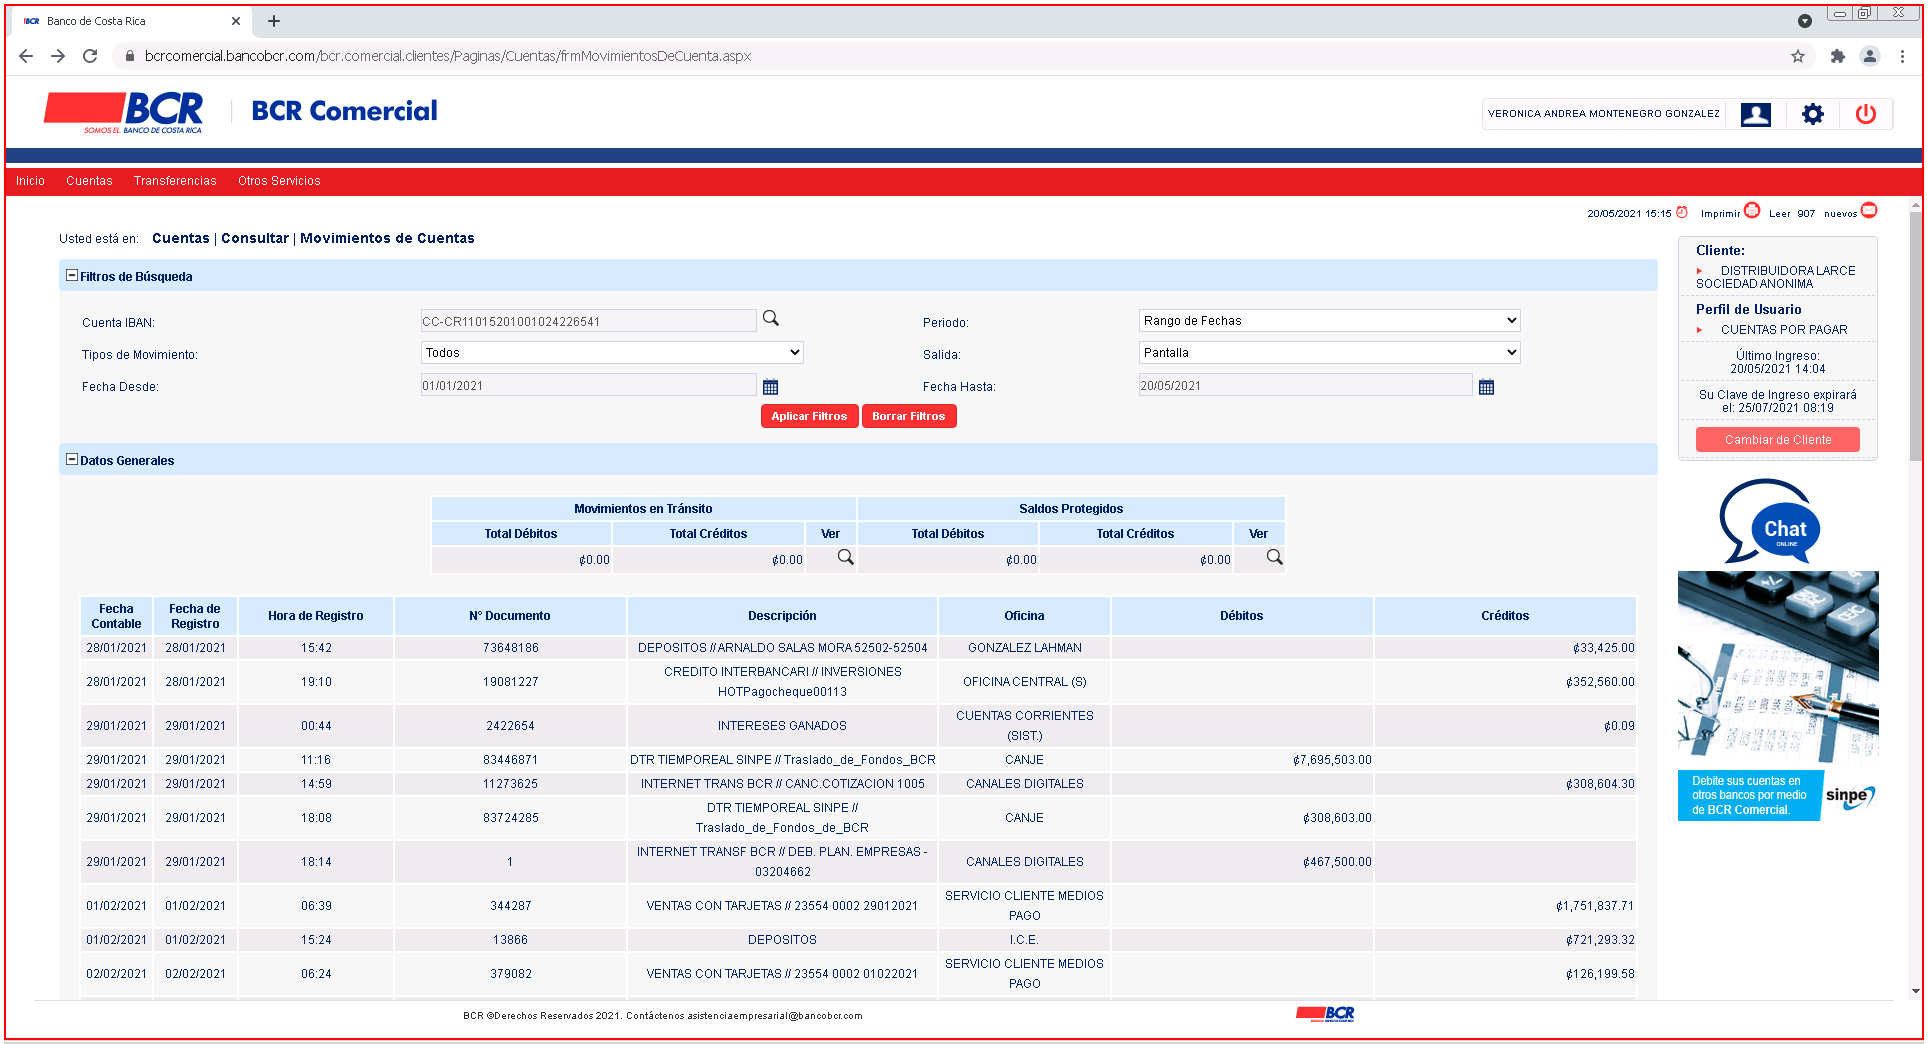 BCR Banco de Costa Rica
bcrcomercial.bancobcr.com/bcr.comercial.clientes/Paginas/Cuentas/frmMovimientosDeCuenta.aspx
BCR
SOMOS EL BANCO DE COSTA RICA
BCR Comercial
VERONICA ANDREA MONTENEGRO GONZALEZ
Inicio Cuentas Transferencias Otros Servicios
20/05/2021 15:15 Imprimir Leer 907 nuevos
Usted está en: Cuentas | Consultar | Movimientos de Cuentas
Filtros de Búsqueda
Cuenta IBAN: CC-CR11015201001024226541 Periodo: Rango de Fechas
Tipos de Movimiento: Todos Salida: Pantalla
Fecha Desde: 01/01/2021 Fecha Hasta: 20/05/2021
Aplicar Filtros Borrar Filtros
Datos Generales
Movimientos en Tránsito Saldos Protegidos
Total Débitos Total Créditos Ver Total Débitos Total Créditos Ver
¢0.00 ¢0.00 ¢0.00 ¢0.00
Fecha Contable Fecha de Registro Hora de Registro N° Documento Descripción Oficina Débitos Créditos
28/01/2021 28/01/2021 15:42 73648186 DEPOSITOS // ARNALDO SALAS MORA 52502-52504 GONZALEZ LAHMAN ¢33,425.00
28/01/2021 28/01/2021 19:10 19081227 CREDITO INTERBANCARI // INVERSIONES HOTPagocheque00113 OFICINA CENTRAL (S) ¢352,560.00
29/01/2021 29/01/2021 00:44 2422654 INTERESES GANADOS CUENTAS CORRIENTES (SIST.) ¢0.09
29/01/2021 29/01/2021 11:16 83446871 DTR TIEMPOREAL SINPE // Traslado_de_Fondos_BCR CANJE ¢7,695,503.00
29/01/2021 29/01/2021 14:59 11273625 INTERNET TRANS BCR // CANC.COTIZACION 1005 CANALES DIGITALES ¢308,604.30
29/01/2021 29/01/2021 18:08 83724285 DTR TIEMPOREAL SINPE // Traslado_de_Fondos_de_BCR CANJE ¢308,603.00
29/01/2021 29/01/2021 18:14 1 INTERNET TRANSF BCR // DEB. PLAN. EMPRESAS - 03204662 CANALES DIGITALES ¢467,500.00
01/02/2021 01/02/2021 06:39 344287 VENTAS CON TARJETAS // 23554 0002 29012021 SERVICIO CLIENTE MEDIOS PAGO ¢1,751,837.71
01/02/2021 01/02/2021 15:24 13866 DEPOSITOS I.C.E. ¢721,293.32
02/02/2021 02/02/2021 06:24 379082 VENTAS CON TARJETAS // 23554 0002 01022021 SERVICIO CLIENTE MEDIOS PAGO ¢126,199.58
Cliente:
DISTRIBUIDORA LARCE
SOCIEDAD ANONIMA
Perfil de Usuario
CUENTAS POR PAGAR
Último Ingreso:
20/05/2021 14:04
Su Clave de Ingreso expirará
el: 25/07/2021 08:19
Cambiar de Cliente
Chat
ONLINE
Debite sus cuentas en
otros bancos por medio
de BCR Comercial.
sinpe
BCR ©Derechos Reservados 2021. Contáctenos asistenciaempresarial@bancobcr.com
BCR